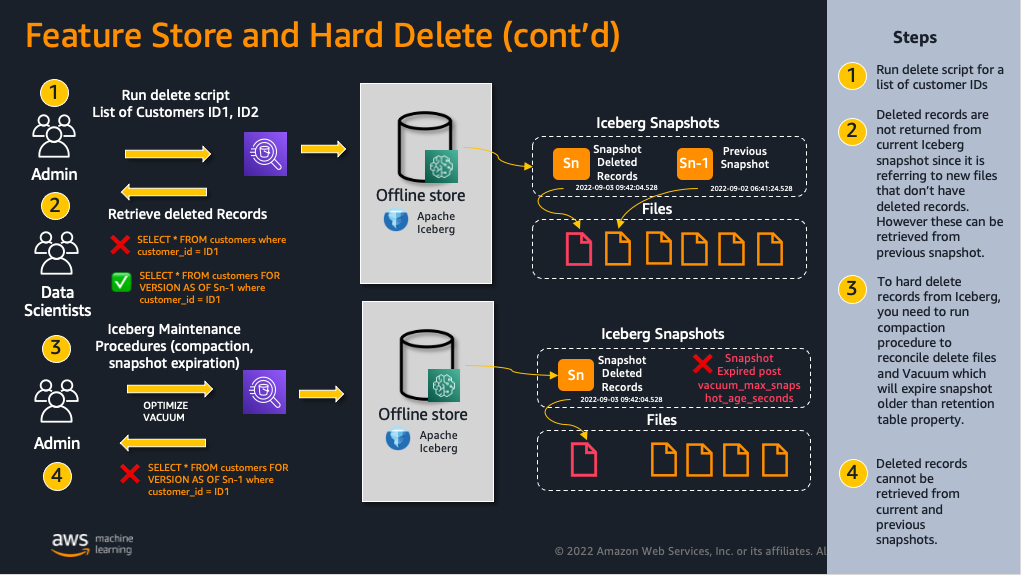 Feature Store and Hard Delete (cont'd)
1
Run delete script
List of Customers ID1, ID2
Admin
2
Retrieve deleted Records
SELECT * FROM customers where
customer_id = ID1
SELECT * FROM customers FOR
VERSION AS OF Sn-1 where
customer_id = ID1
Data
Scientists
3
Iceberg Maintenance
Procedures (compaction,
snapshot expiration)
OPTIMIZE
VACUUM
Admin
4
SELECT * FROM customers FOR
VERSION AS OF Sn-1 where
customer_id = ID1
Offline store
Apache
Iceberg
Iceberg Snapshots
Sn
Snapshot
Deleted
Records
2022-09-03 09:42:04.528
Sn-1
Previous
Snapshot
2022-09-02 06:41:24.528
Files
Offline store
Apache
Iceberg
Iceberg Snapshots
Sn
Snapshot
Deleted
Records
2022-09-03 09:42:04.528
Snapshot
Expired post
vacuum_max_snaps
hot_age_seconds
Files
aws
machine
learning
© 2022 Amazon Web Services, Inc. or its affiliates. Al
Steps
1
Run delete script for a
list of customer IDs
2
Deleted records are
not returned from
current Iceberg
snapshot since it is
referring to new files
that don't have
deleted records.
However these can be
retrieved from
previous snapshot.
3
To hard delete
records from Iceberg,
you need to run
compaction
procedure to
reconcile delete files
and Vacuum which
will expire snapshot
older than retention
table property.
4
Deleted records
cannot be
retrieved from
current and
previous
snapshots.